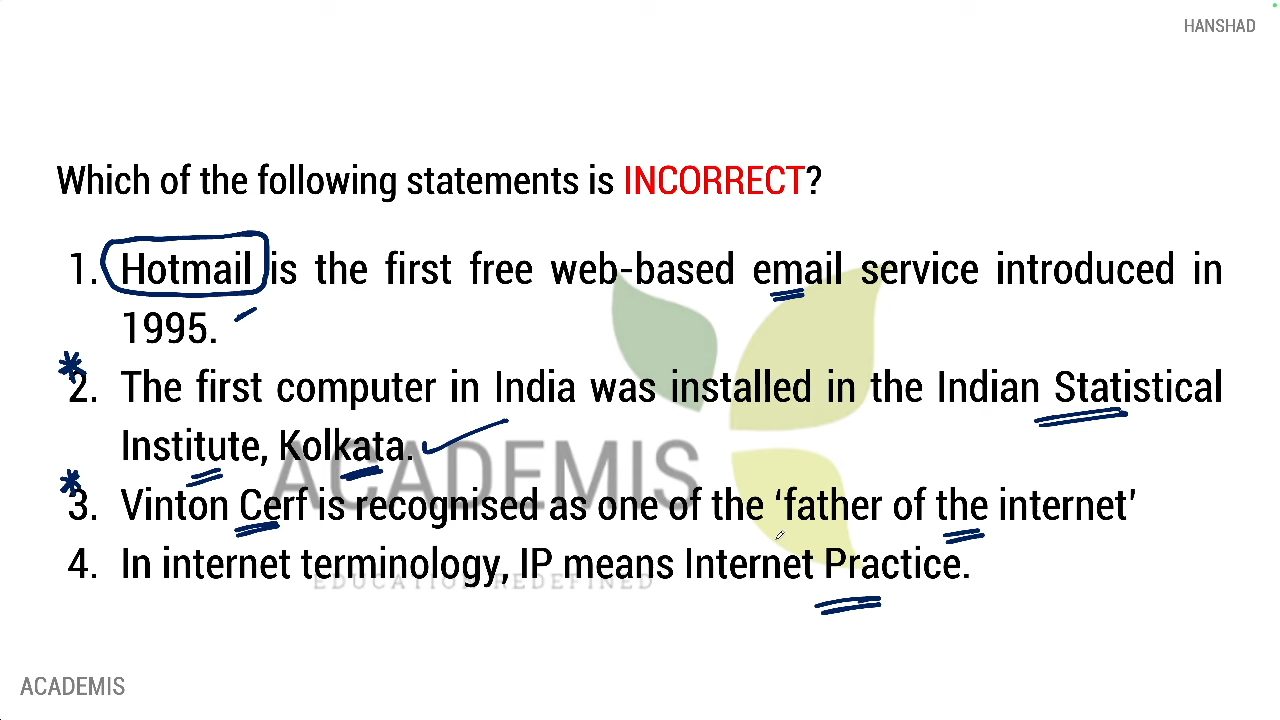 HANSHAD
Which of the following statements is INCORRECT?
1. Hotmail is the first free web-based email service introduced in
1995.
* 2. The first computer in India was installed in the Indian Statistical
Institute, Kolkata.
* 3. Vinton Cerf is recognised as one of the ‘father of the internet’
4. In internet terminology, IP means Internet Practice.
ACADEMIS
EDUCATION REDEFINED
ACADEMIS